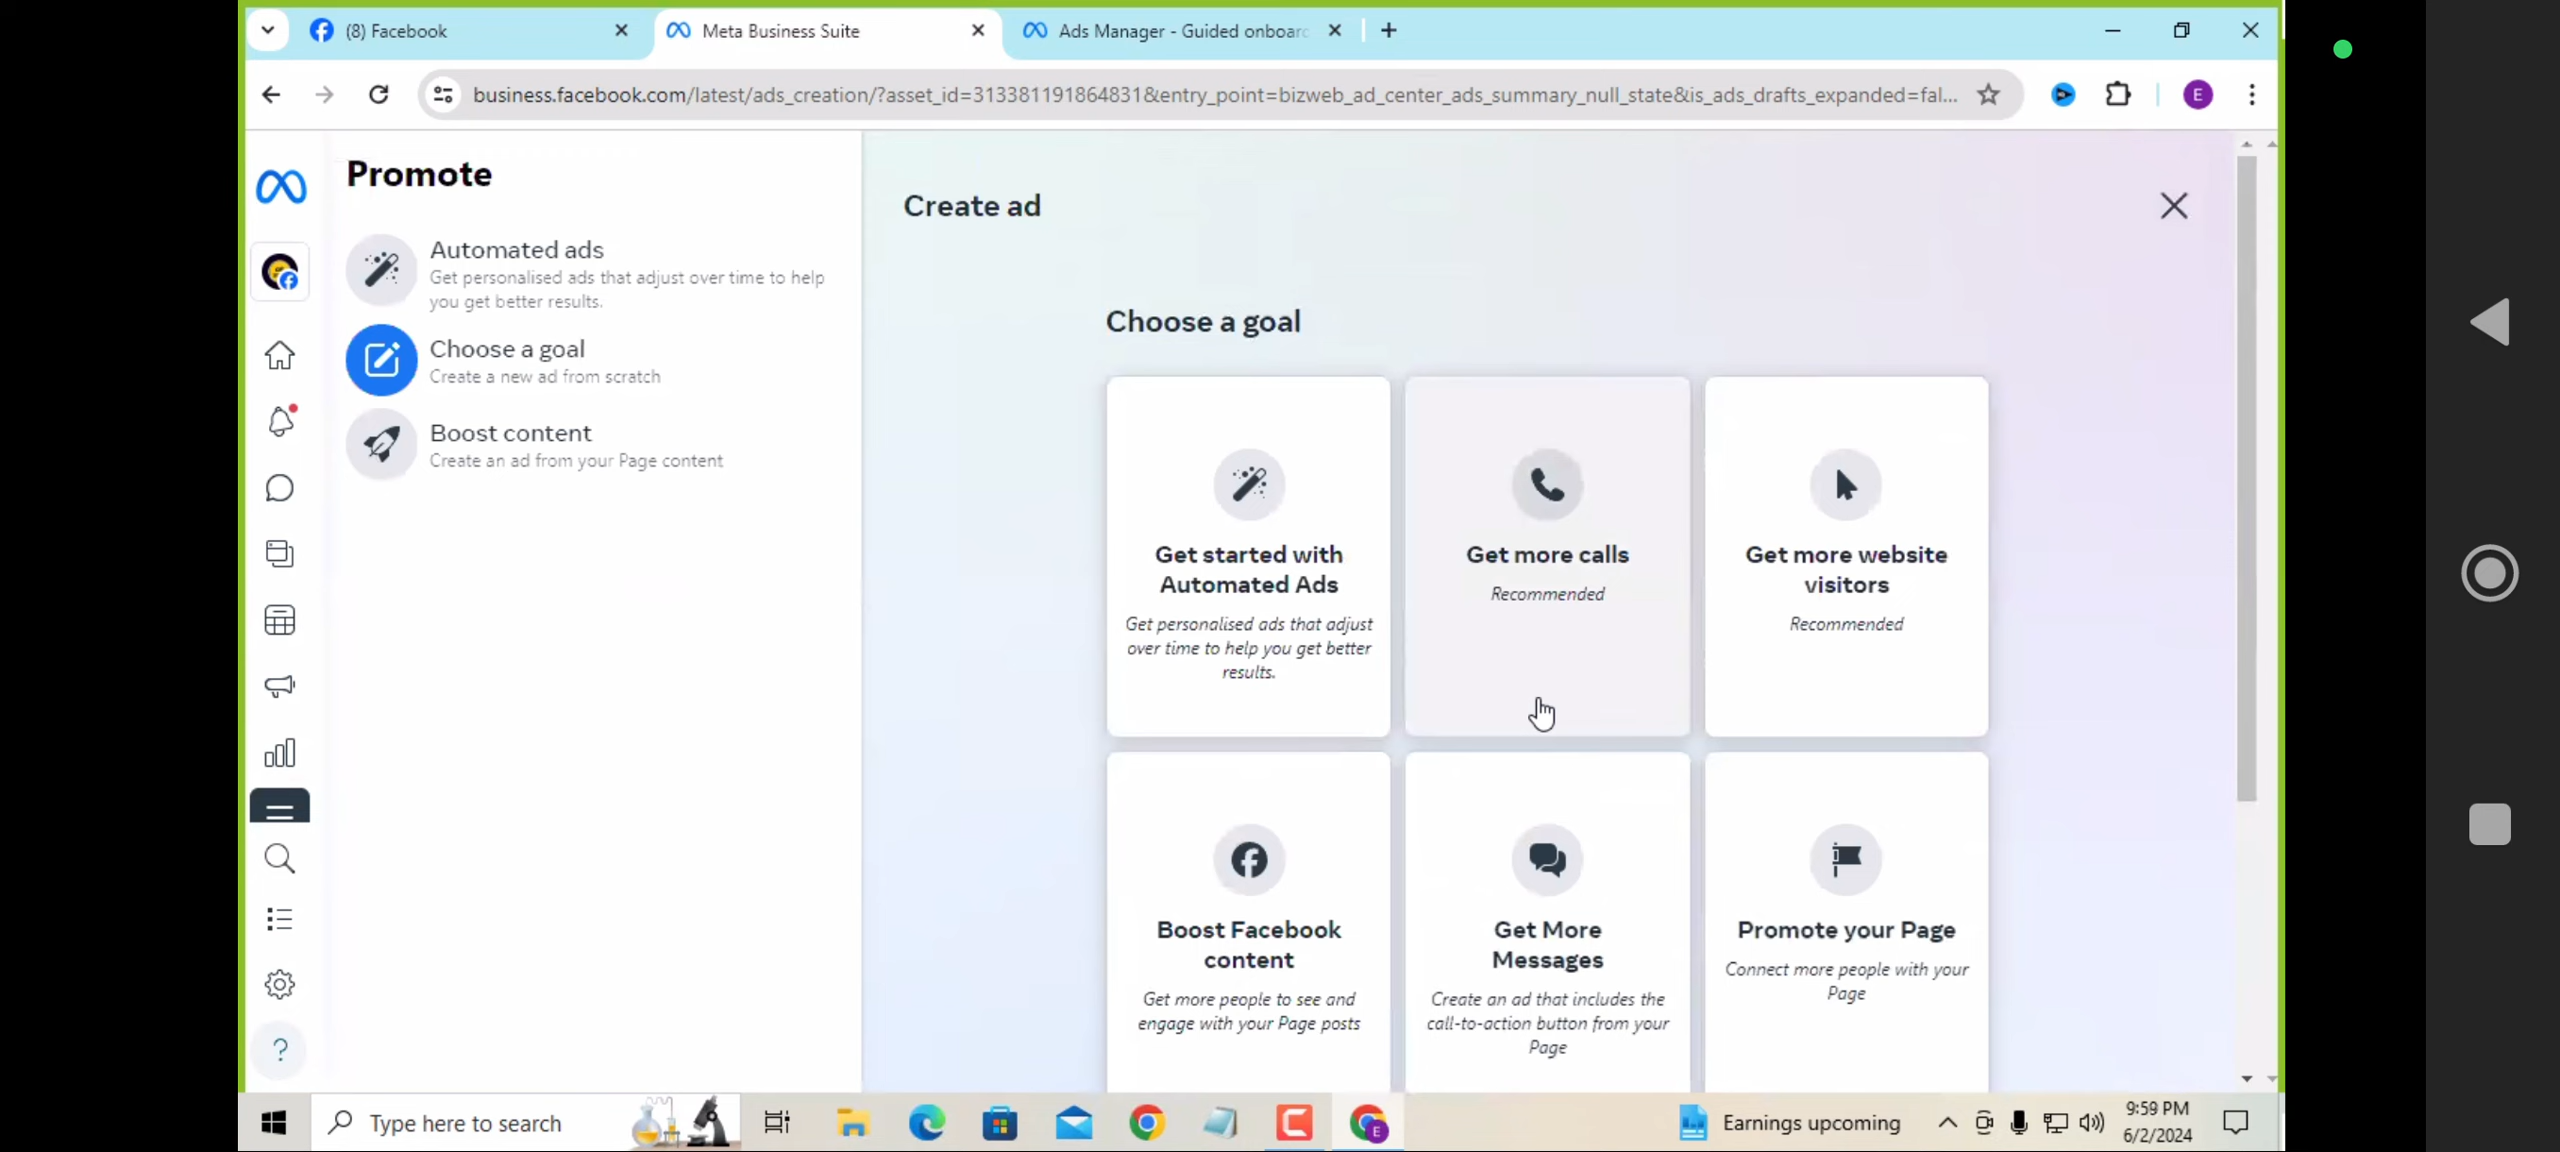 (8) Facebook
Meta Business Suite
Ads Manager - Guided onboar
business.facebook.com/latest/ads_creation/?asset_id=313381191864831&entry_point=bizweb_ad_center_ads_summary_null_state&is_ads_drafts_expanded=fal...
E
Promote
Automated ads
Get personalised ads that adjust over time to help
you get better results.
Choose a goal
Create a new ad from scratch
Boost content
Create an ad from your Page content
Create ad
Choose a goal
Get started with
Automated Ads
Get personalised ads that adjust
over time to help you get better
results.
Get more calls
Recommended
Get more website
visitors
Recommended
Boost Facebook
content
Get more people to see and
engage with your Page posts
Get More
Messages
Create an ad that includes the
call-to-action button from your
Page
Promote your Page
Connect more people with your
Page
Type here to search
E
Earnings upcoming
9:59 PM
6/2/2024